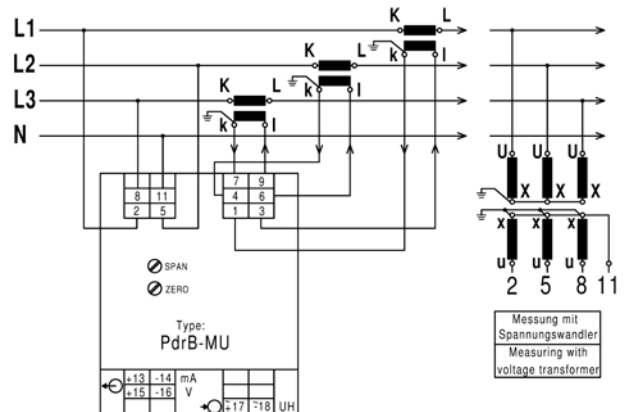 K L
L1
k l
K L
L2
k l
K L
L3
k l
N
U U U
X X X
7 9
8 11 4 6
2 5 1 3
x x x
u u u
2 5 8 11
SPAN
ZERO
Type:
PdrB-MU
Messung mit
Spannungswandler
Measuring with
voltage transformer
+13 -14 mA
+15 -16 V
~+17 ~-18 UH